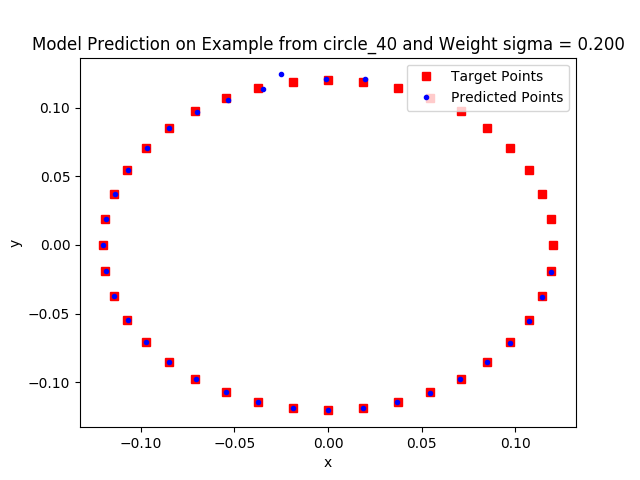 Model Prediction on Example from circle_40 and Weight sigma = 0.200
Target Points
Predicted Points
0.10
0.05
0.00
−0.05
−0.10
y
−0.10
−0.05
0.00
0.05
0.10
x